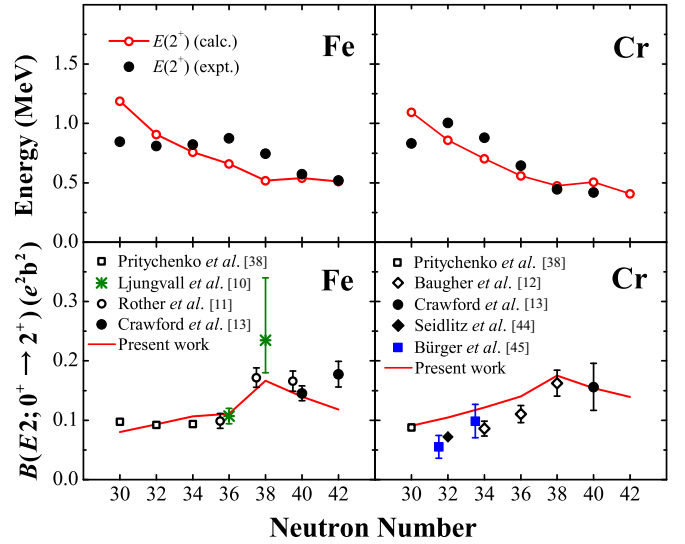 Fe
E(2⁺) (calc.)
E(2⁺) (expt.)
Cr
1.5
1.0
0.5
0.0
Energy (MeV)
Fe
Pritychenko et al. [38]
Ljungvall et al. [10]
Rother et al. [11]
Crawford et al. [13]
Present work
Cr
Pritychenko et al. [38]
Baugher et al. [12]
Crawford et al. [13]
Seidlitz et al. [44]
Bürger et al. [45]
Present work
0.3
0.2
0.1
0.0
B(E2; 0⁺ → 2⁺) (e²b²)
30 32 34 36 38 40 42
30 32 34 36 38 40 42
Neutron Number